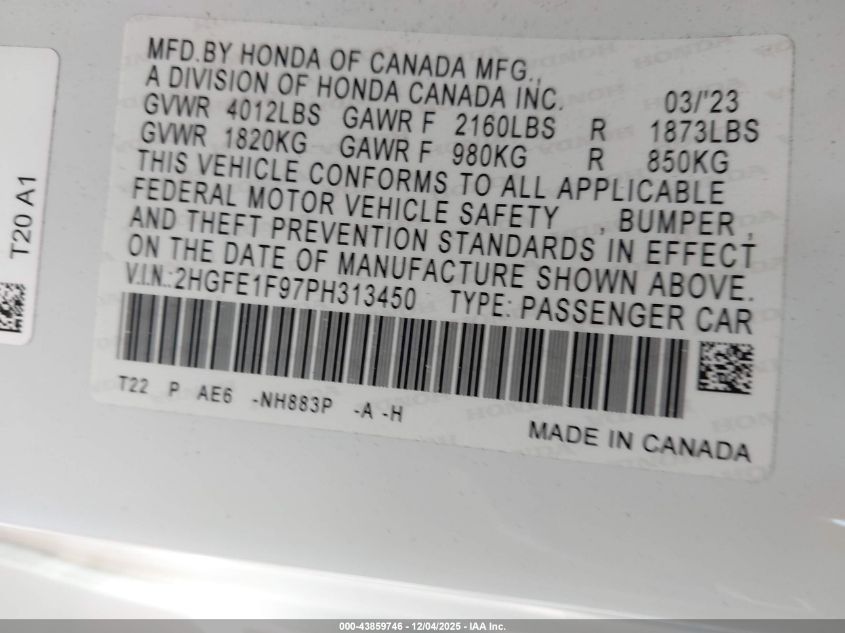 MFD.BY HONDA OF CANADA MFG.,
A DIVISION OF HONDA CANADA INC. 03/'23
GVWR 4012LBS GAWR F 2160LBS R 1873LBS
GVWR 1820KG GAWR F 980KG R 850KG
THIS VEHICLE CONFORMS TO ALL APPLICABLE
FEDERAL MOTOR VEHICLE SAFETY , BUMPER ,
AND THEFT PREVENTION STANDARDS IN EFFECT
ON THE DATE OF MANUFACTURE SHOWN ABOVE.
V.I.N.:2HGFE1F97PH313450 TYPE: PASSENGER CAR
T22 P AE6 -NH883P -A -H
MADE IN CANADA
T20 A1
000-43859746 - 12/04/2025 - IAA Inc.